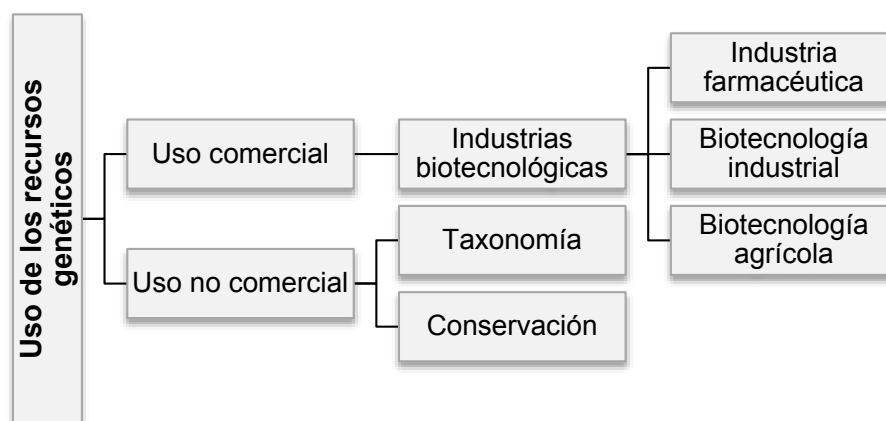 Uso de los recursos
genéticos
Uso comercial
Uso no comercial
Industrias
biotecnológicas
Taxonomía
Conservación
Industria
farmacéutica
Biotecnología
industrial
Biotecnología
agrícola